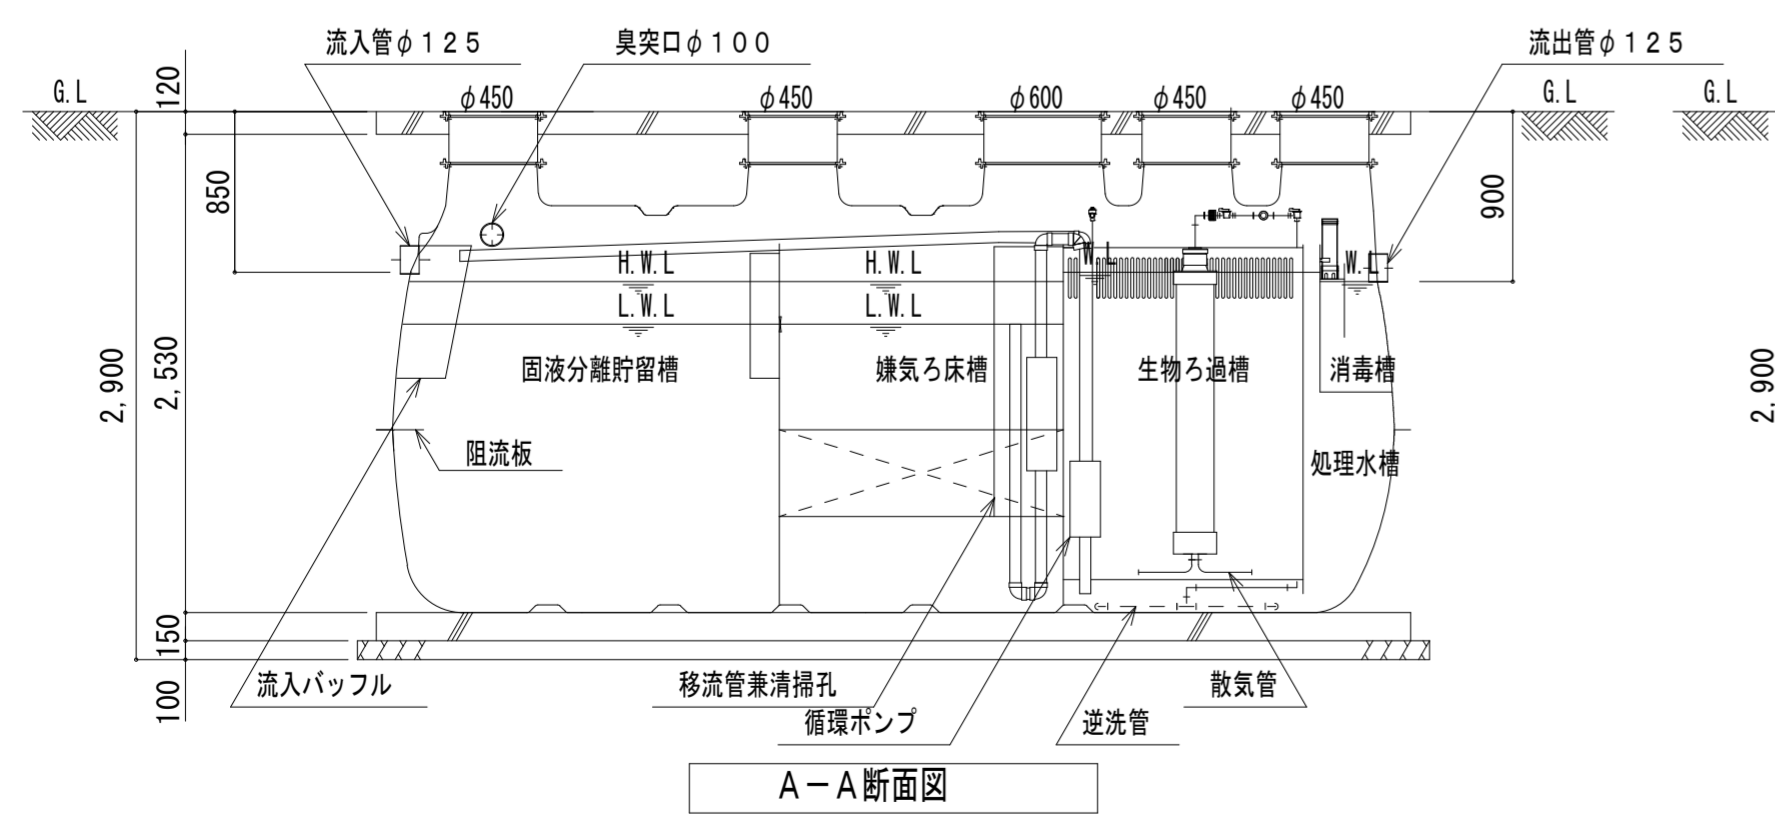 流入管φ１２５
臭突口φ１００
流出管φ１２５
G.L
120
φ450
φ450
φ600
φ450
φ450
G.L
G.L
850
900
H.W.L
H.W.L
W.L
W.L
L.W.L
L.W.L
2,900
2,530
固液分離貯留槽
嫌気ろ床槽
生物ろ過槽
消毒槽
2,900
阻流板
処理水槽
150
流入バッフル
移流管兼清掃孔
散気管
100
循環ポンプ
逆洗管
Ａ－Ａ断面図